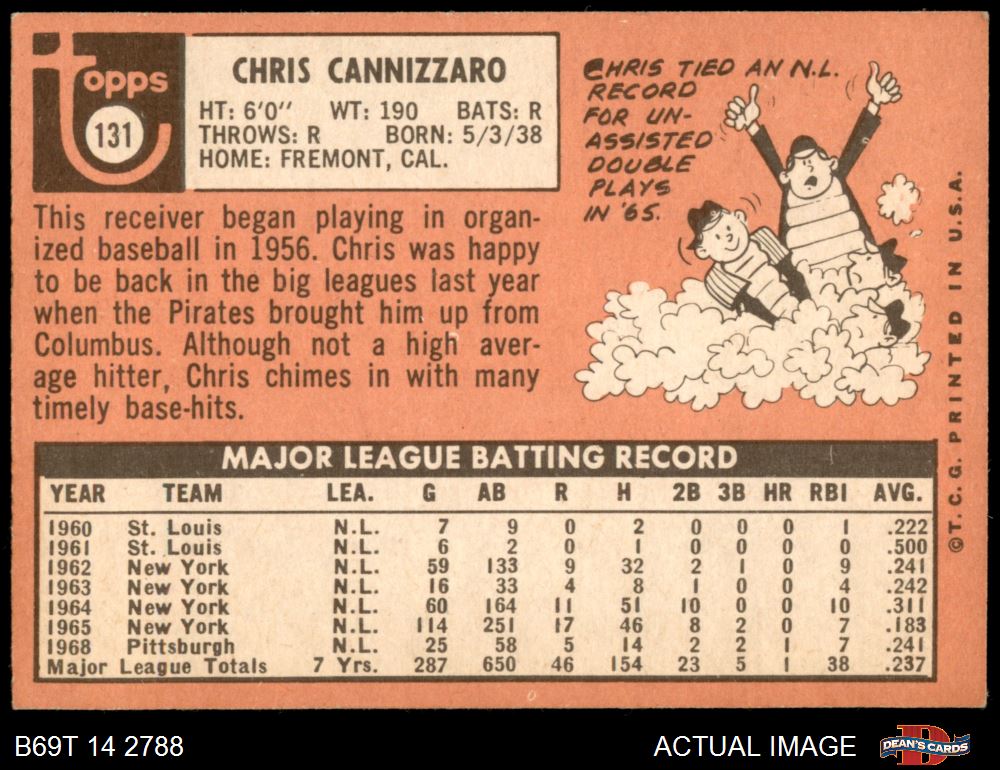 topps
131
CHRIS CANNIZZARO
HT: 6'0" WT: 190 BATS: R
THROWS: R BORN: 5/3/38
HOME: FREMONT, CAL.
CHRIS TIED AN N.L.
RECORD
FOR UN-
ASSISTED
DOUBLE
PLAYS
IN '65.
This receiver began playing in organ-
ized baseball in 1956. Chris was happy
to be back in the big leagues last year
when the Pirates brought him up from
Columbus. Although not a high aver-
age hitter, Chris chimes in with many
timely base-hits.
MAJOR LEAGUE BATTING RECORD
YEAR TEAM LEA. G AB R H 2B 3B HR RBI AVG.
1960 St. Louis N.L. 7 9 0 2 0 0 0 1 .222
1961 St. Louis N.L. 6 2 0 1 0 0 0 0 .500
1962 New York N.L. 59 133 9 32 2 1 0 9 .241
1963 New York N.L. 16 33 4 8 1 0 0 4 .242
1964 New York N.L. 60 164 11 51 10 0 0 10 .311
1965 New York N.L. 114 251 17 46 8 2 0 7 .183
1968 Pittsburgh N.L. 25 58 5 14 2 2 1 7 .241
Major League Totals 7 Yrs. 287 650 46 154 23 5 1 38 .237
©T.C.G. PRINTED IN U.S.A.
B69T 14 2788
ACTUAL IMAGE
D
DEAN'S CARDS